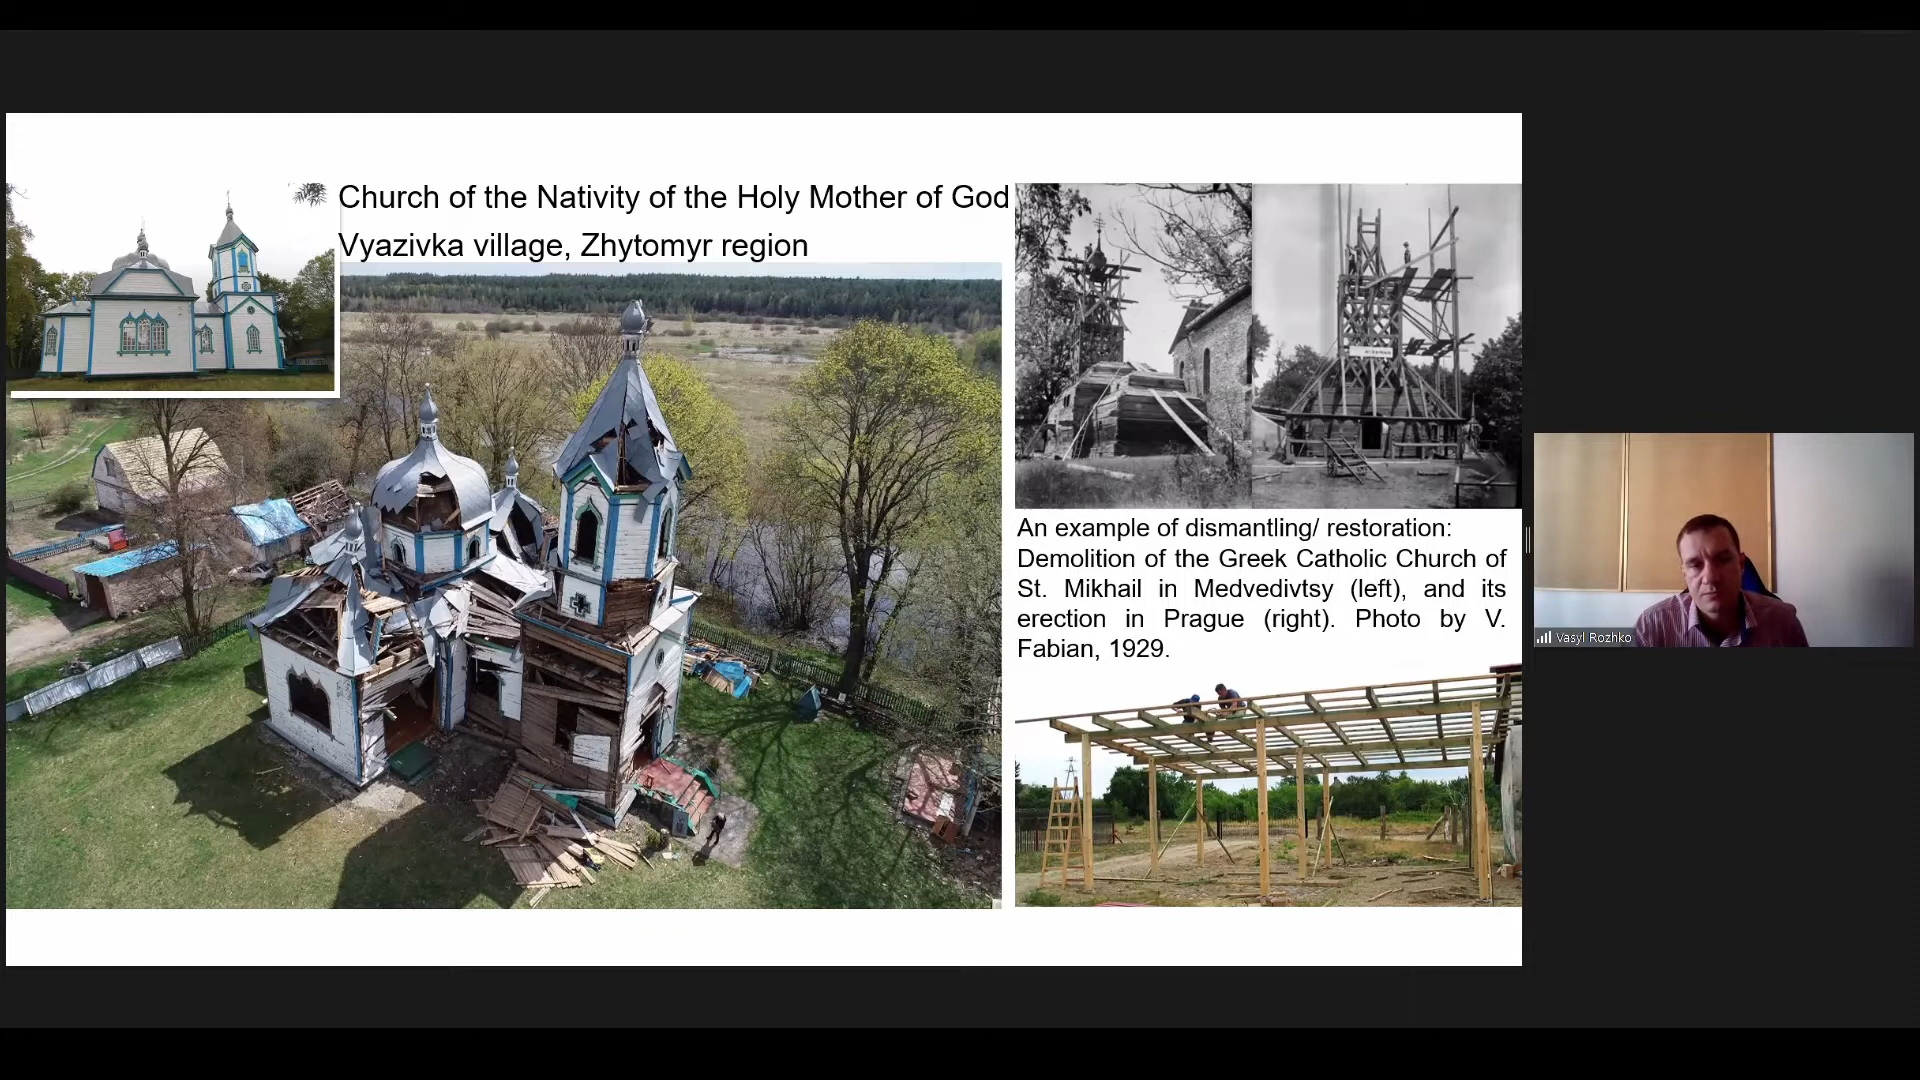 Church of the Nativity of the Holy Mother of God
Vyazivka village, Zhytomyr region
An example of dismantling/ restoration:
Demolition of the Greek Catholic Church of
St. Mikhail in Medvedivtsy (left), and its
erection in Prague (right). Photo by V.
Fabian, 1929.
Vasyl Rozhko